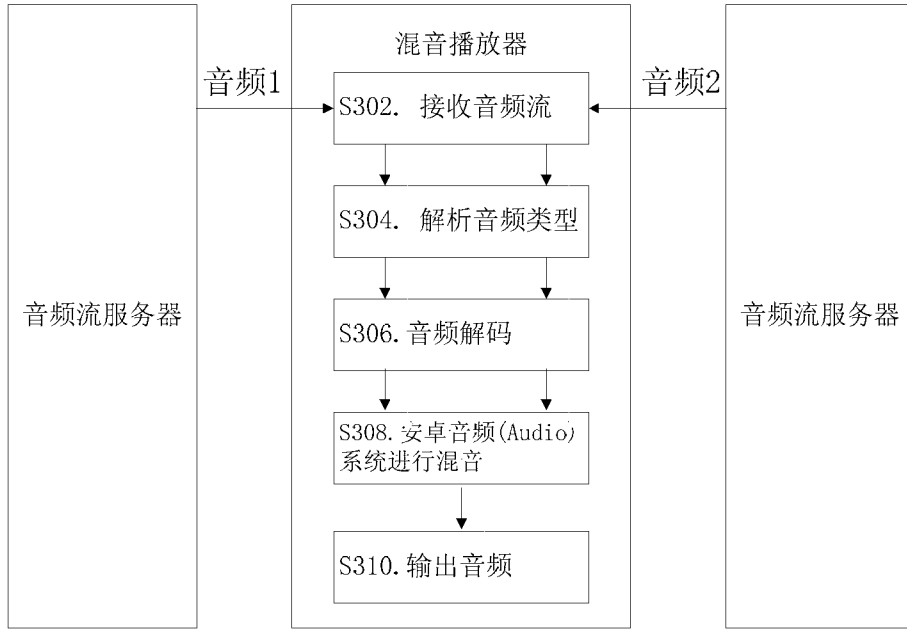 混音播放器
音频1
音频2
S302. 接收音频流
S304. 解析音频类型
音频流服务器
音频流服务器
S306.音频解码
S308.安卓音频(Audio)
系统进行混音
S310.输出音频